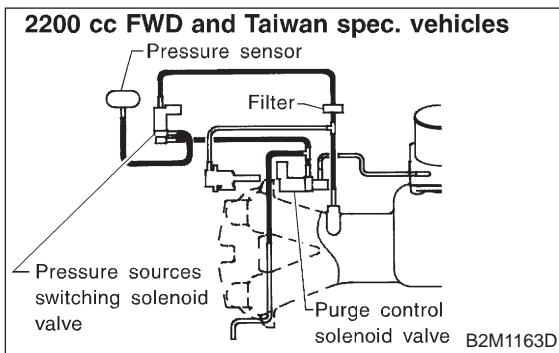 2200 cc FWD and Taiwan spec. vehicles
Pressure sensor
Filter
Pressure sources
switching solenoid
valve
Purge control
solenoid valve
B2M1163D